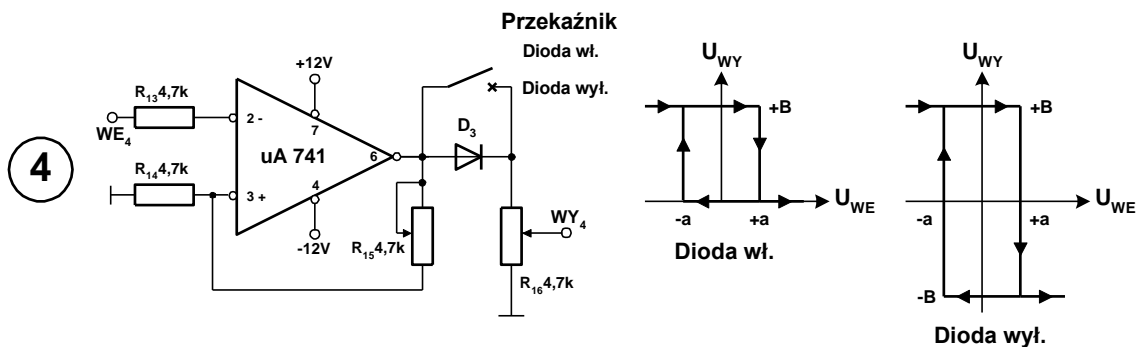 Przekaźnik
Dioda wł.
Dioda wył.
+12V
R13 4,7k
WE4
2 -
7
uA 741
6
D3
4
R14 4,7k
3 +
4
-12V
R15 4,7k
WY4
R16 4,7k
UWY
+B
-a
+a
UWE
Dioda wł.
UWY
+B
-a
+a
UWE
-B
Dioda wył.